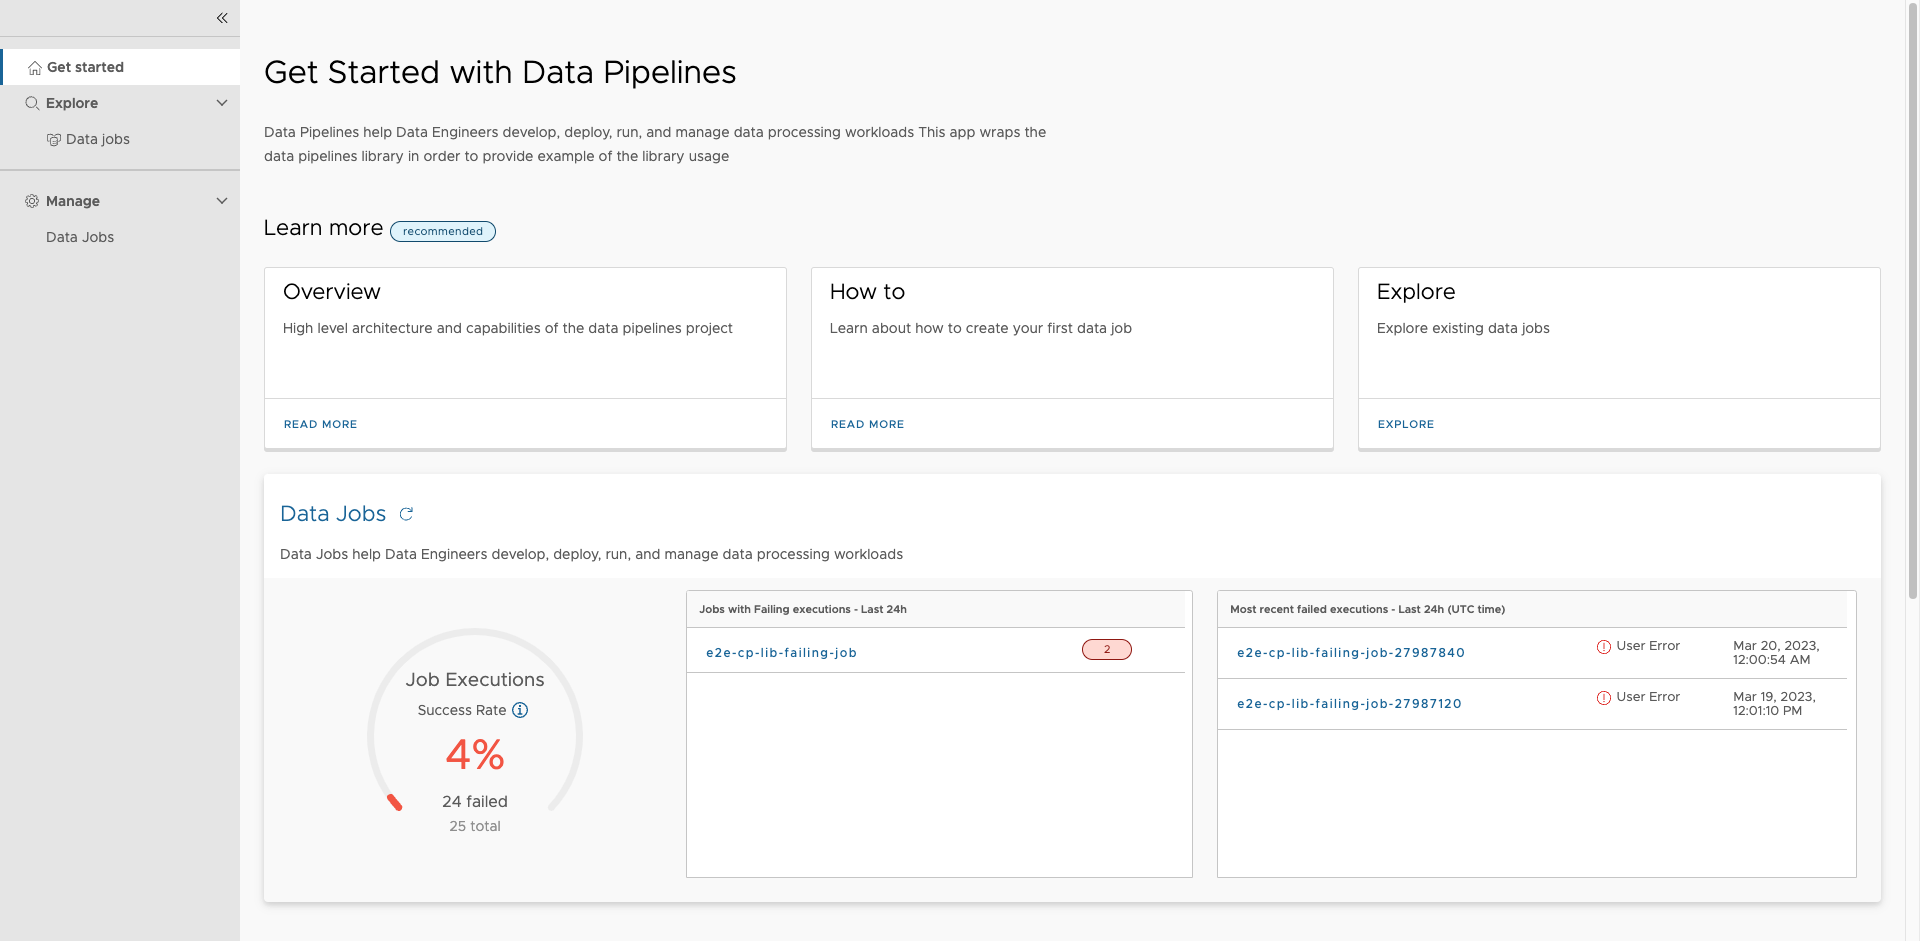 Get started
Explore
Data jobs
Manage
Data Jobs
Get Started with Data Pipelines
Data Pipelines help Data Engineers develop, deploy, run, and manage data processing workloads This app wraps the
data pipelines library in order to provide example of the library usage
Learn more recommended
Overview
High level architecture and capabilities of the data pipelines project
READ MORE
How to
Learn about how to create your first data job
READ MORE
Explore
Explore existing data jobs
EXPLORE
Data Jobs
Data Jobs help Data Engineers develop, deploy, run, and manage data processing workloads
Job Executions
Success Rate
4%
24 failed
25 total
Jobs with Failing executions - Last 24h
e2e-cp-lib-failing-job 2
Most recent failed executions - Last 24h (UTC time)
e2e-cp-lib-failing-job-27987840 User Error Mar 20, 2023,
12:00:54 AM
e2e-cp-lib-failing-job-27987120 User Error Mar 19, 2023,
12:01:10 PM